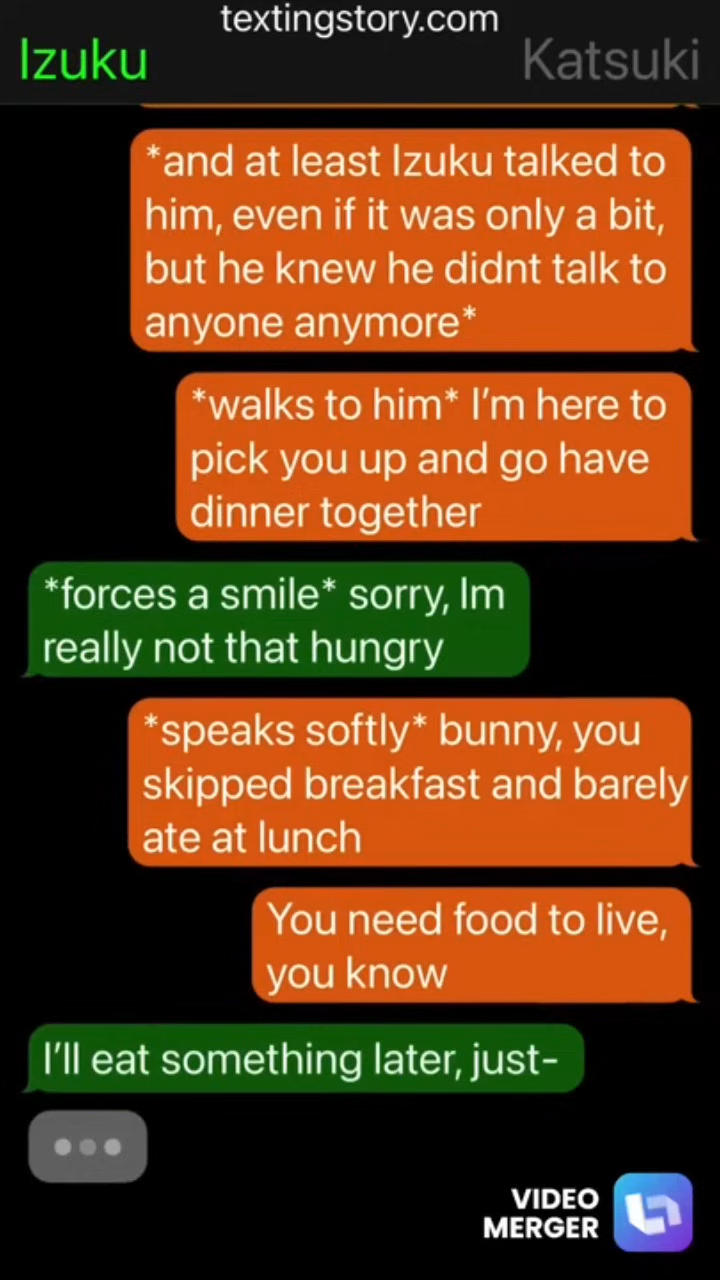 textingstory.com
Izuku
Katsuki
*and at least Izuku talked to
him, even if it was only a bit,
but he knew he didnt talk to
anyone anymore*
*walks to him* I’m here to
pick you up and go have
dinner together
*forces a smile* sorry, Im
really not that hungry
*speaks softly* bunny, you
skipped breakfast and barely
ate at lunch
You need food to live,
you know
I’ll eat something later, just-
VIDEO
MERGER